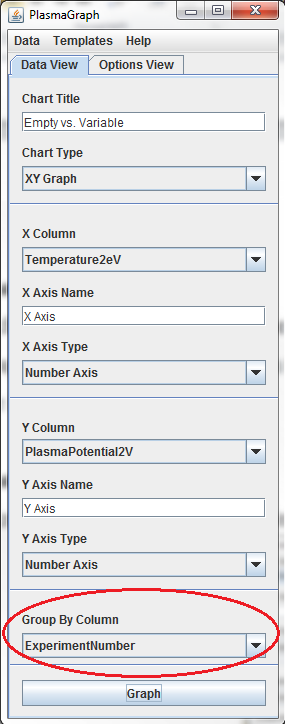 PlasmaGraph
Data Templates Help
Data View Options View
Chart Title
Empty vs. Variable
Chart Type
XY Graph
X Column
Temperature2eV
X Axis Name
X Axis
X Axis Type
Number Axis
Y Column
PlasmaPotential2V
Y Axis Name
Y Axis
Y Axis Type
Number Axis
Group By Column
ExperimentNumber
Graph